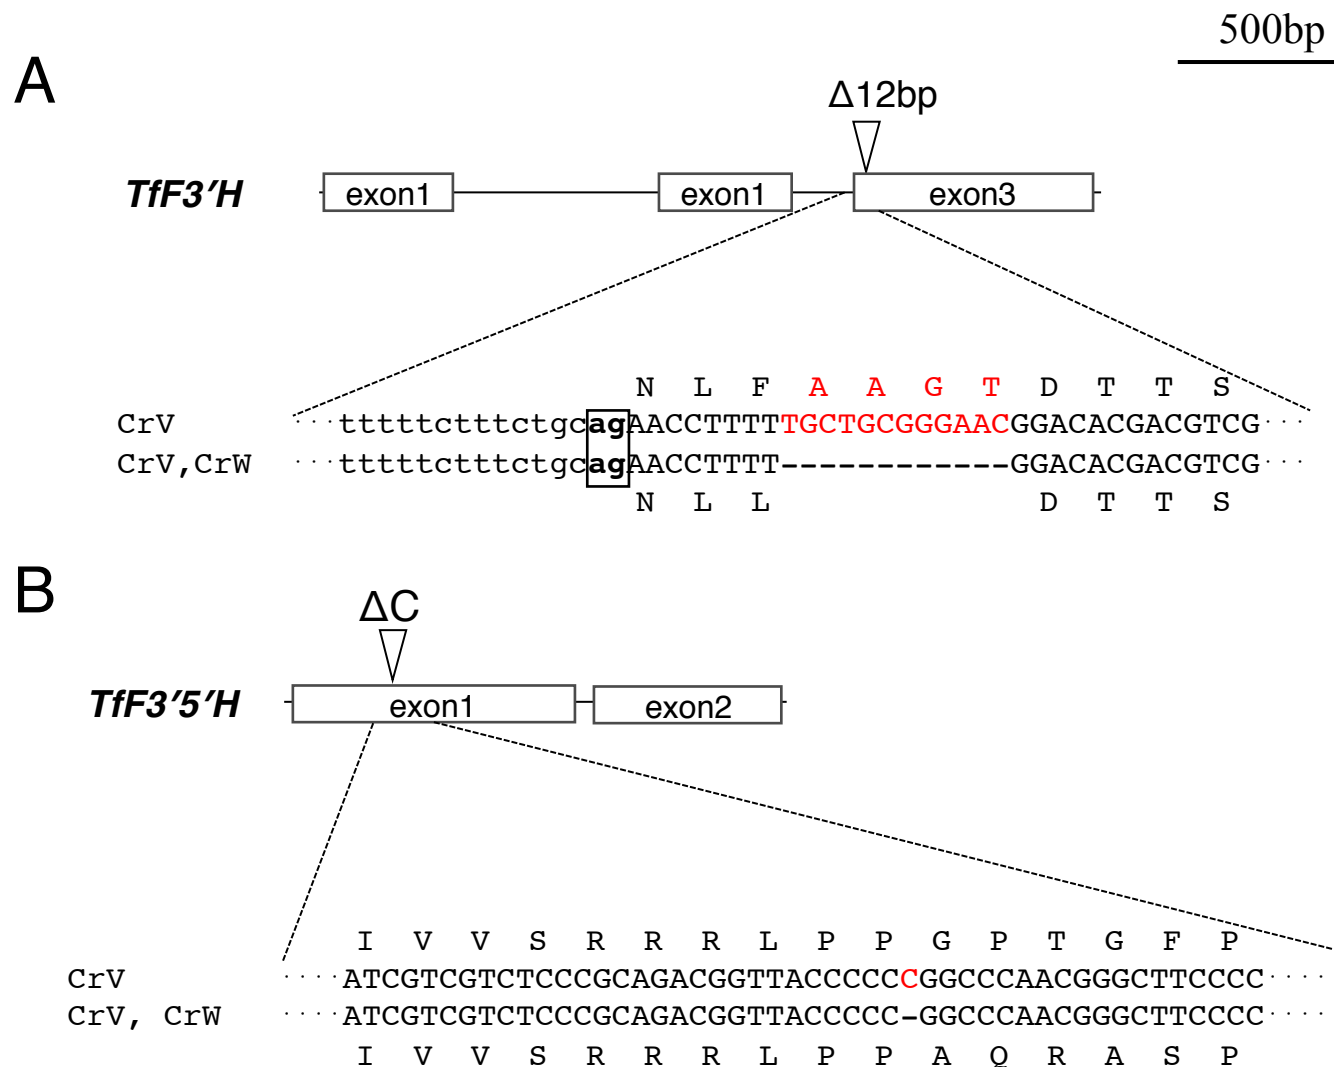 500bp
A
Δ12bp
TfF3′H
exon1 exon1 exon3
N L F A A G T D T T S
CrV ···tttttctttctgcagAACCTTTTTGCTGCGGGAACGGACACGACGTCG···
CrV,CrW ···tttttctttctgcagAACCTTTT------------GGACACGACGTCG···
N L L D T T S
B
ΔC
TfF3′5′H
exon1 exon2
I V V S R R R L P P G P T G F P
CrV ····ATCGTCGTCTCCCGCAGACGGTTACCCCCCGGCCCAACGGGCTTCCCC····
CrV, CrW ····ATCGTCGTCTCCCGCAGACGGTTACCCCC-GGCCCAACGGGCTTCCCC····
I V V S R R R L P P A Q R A S P